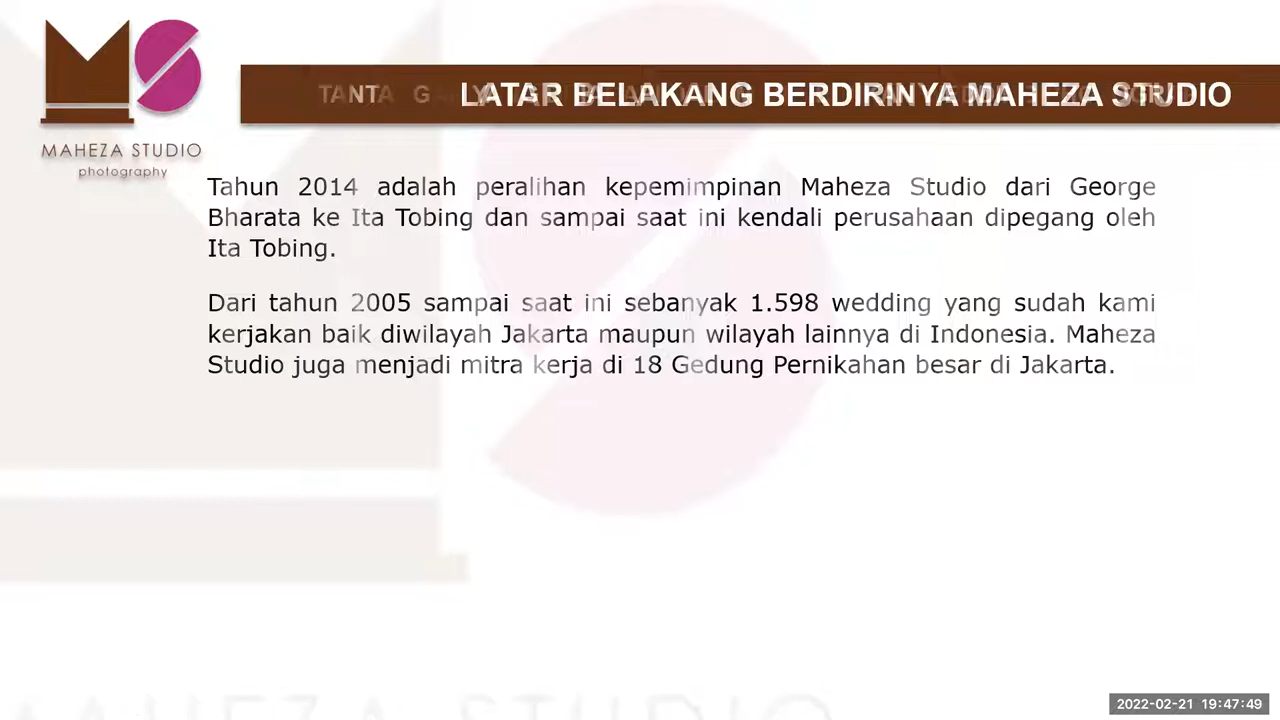 MS
MAHEZA STUDIO
photography
LATAR BELAKANG BERDIRINYA MAHEZA STUDIO
Tahun 2014 adalah peralihan kepemimpinan Maheza Studio dari George
Bharata ke Ita Tobing dan sampai saat ini kendali perusahaan dipegang oleh
Ita Tobing.
Dari tahun 2005 sampai saat ini sebanyak 1.598 wedding yang sudah kami
kerjakan baik diwilayah Jakarta maupun wilayah lainnya di Indonesia. Maheza
Studio juga menjadi mitra kerja di 18 Gedung Pernikahan besar di Jakarta.
MAHEZA STUDIO
2022-02-21 19:47:49